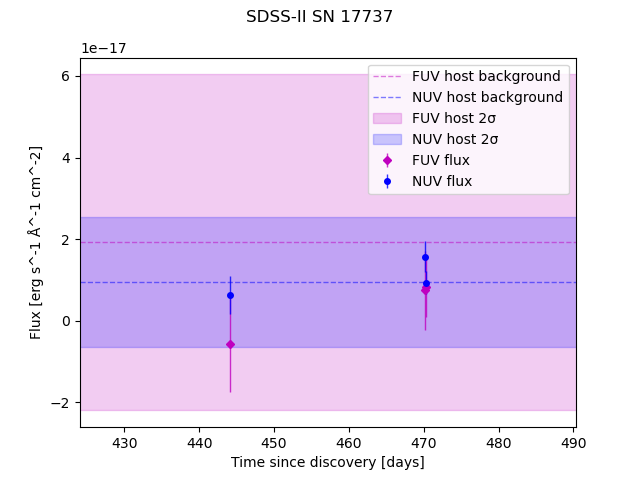 SDSS-II SN 17737
1e−17
FUV host background
NUV host background
FUV host 2σ
NUV host 2σ
FUV flux
NUV flux
6
4
2
0
−2
Flux [erg s^-1 Å^-1 cm^-2]
430 440 450 460 470 480 490
Time since discovery [days]